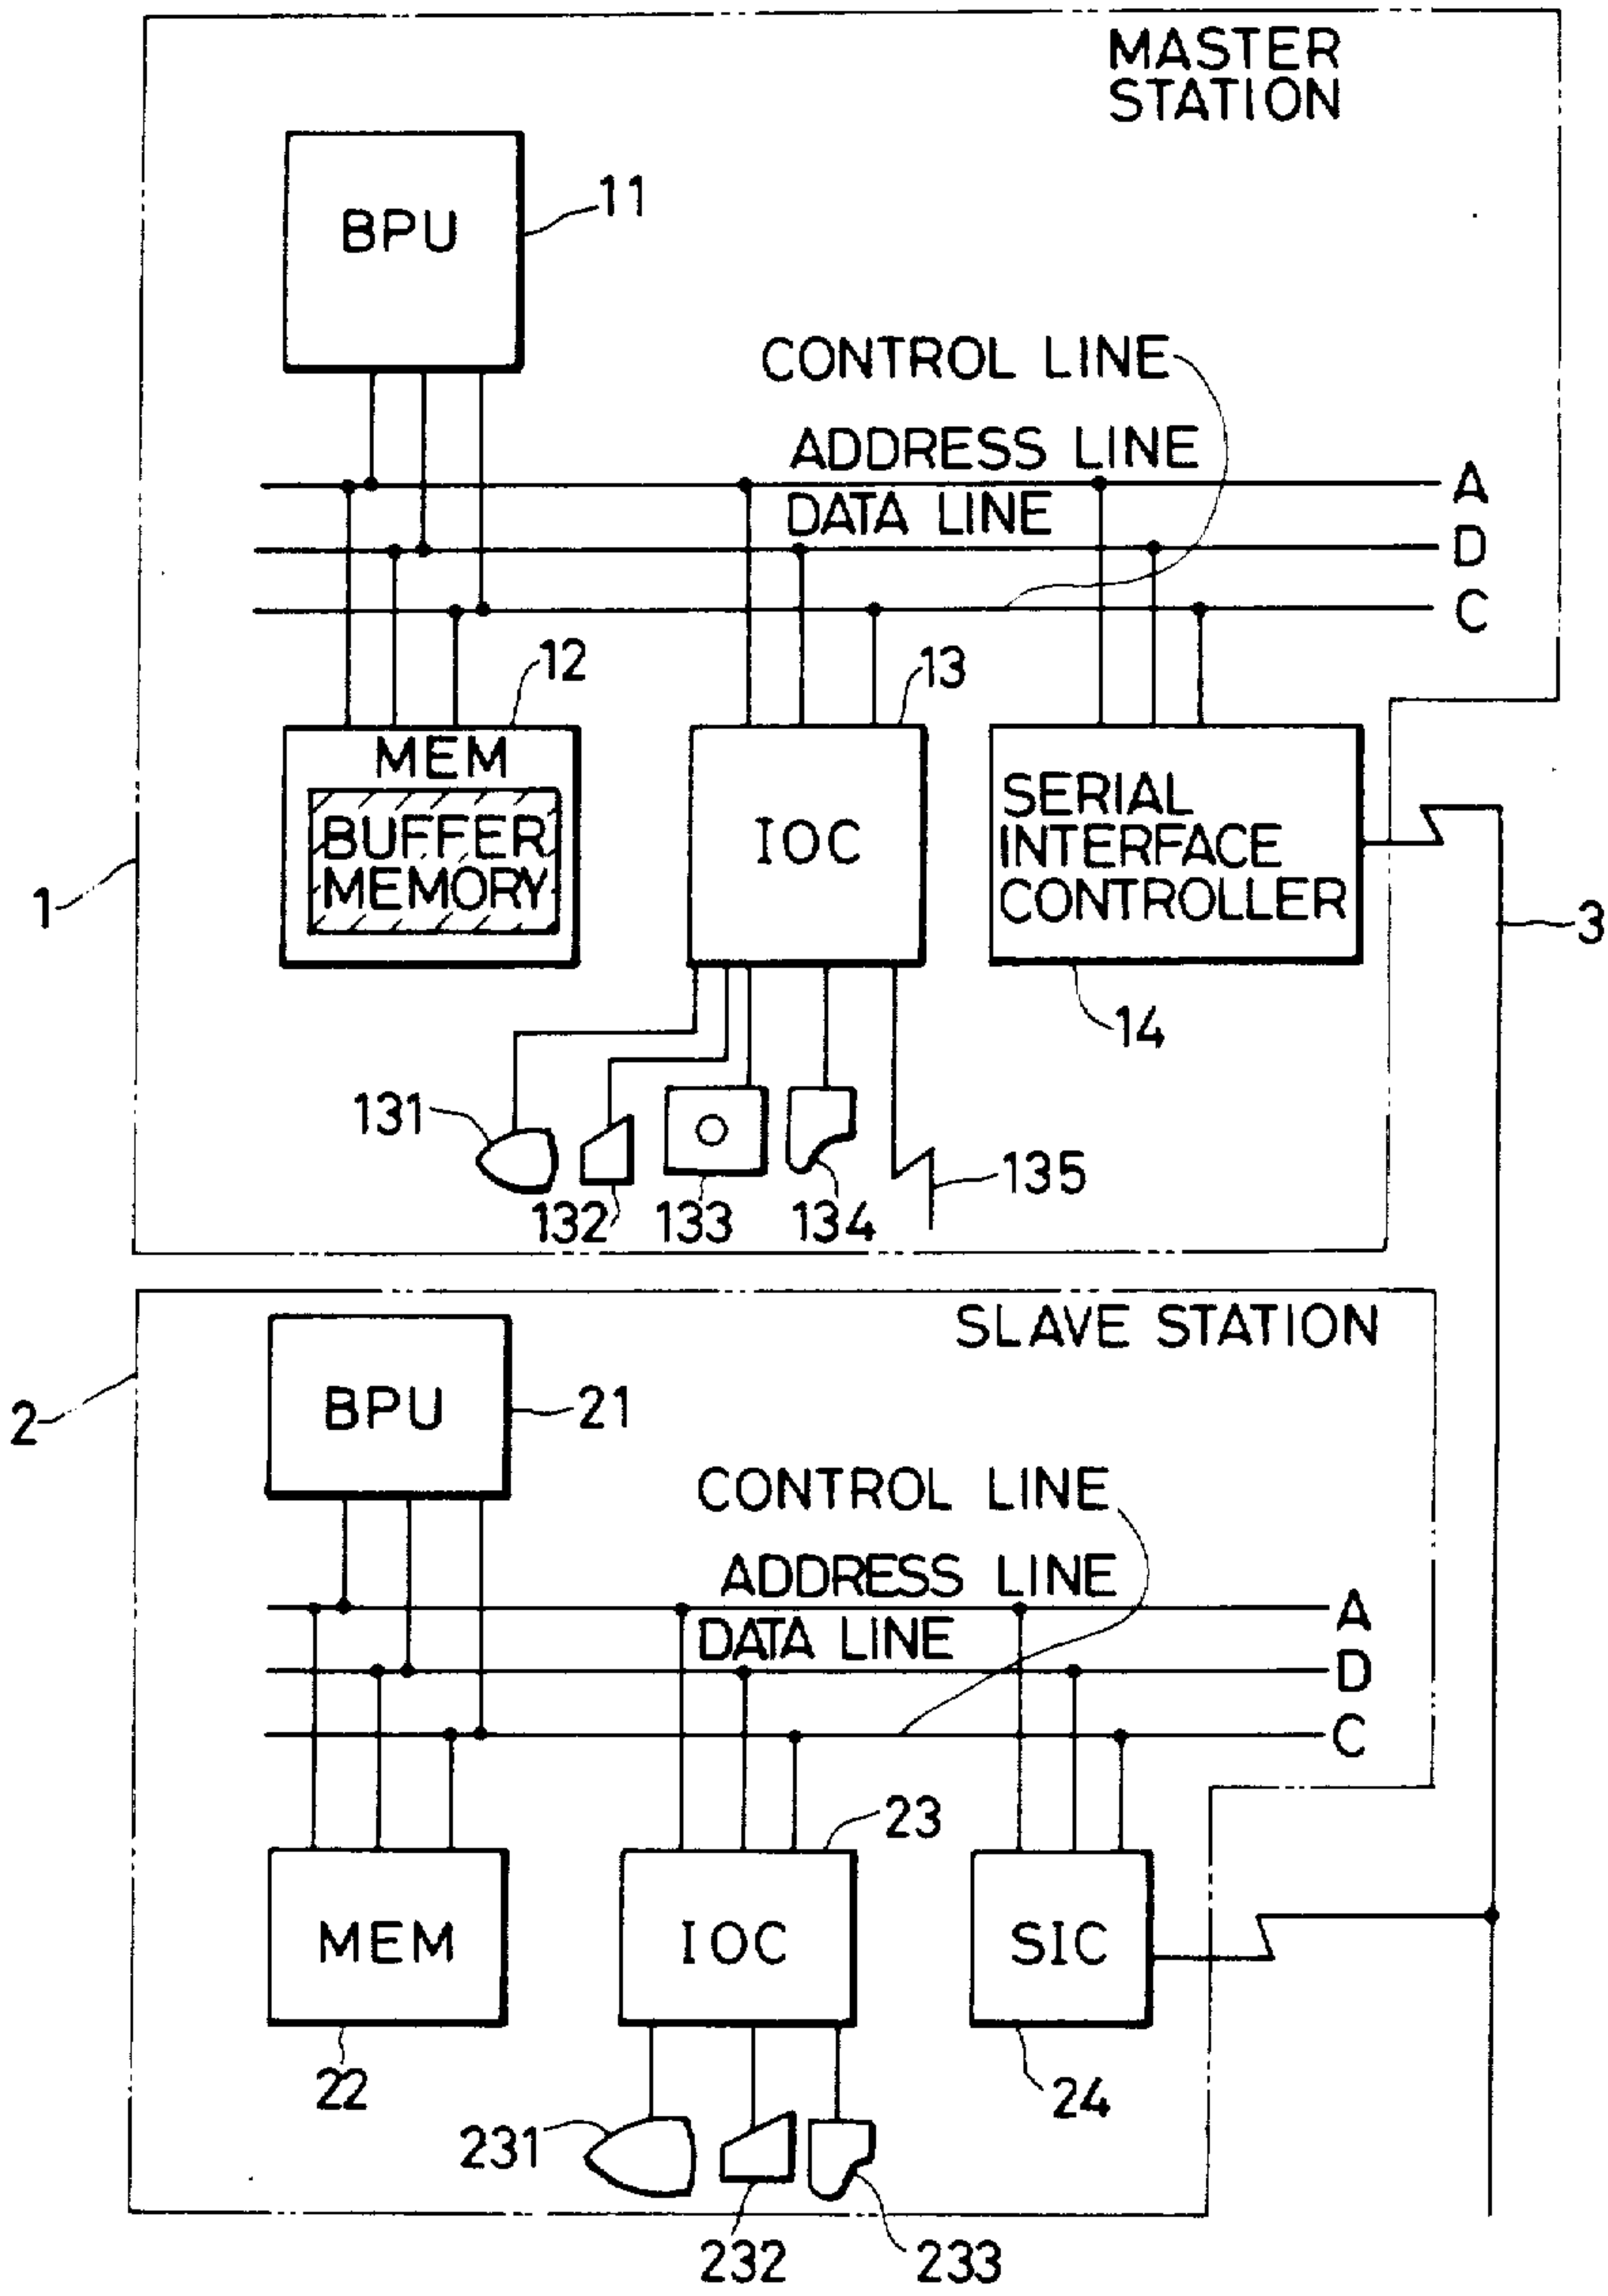 MASTER
STATION
BPU
11
CONTROL LINE
ADDRESS LINE
A
DATA LINE
D
C
12
13
MEM
BUFFER
MEMORY
IOC
SERIAL
INTERFACE
CONTROLLER
1
3
14
131
132
133
134
135
SLAVE STATION
BPU
21
2
CONTROL LINE
ADDRESS LINE
A
DATA LINE
D
C
23
MEM
IOC
SIC
22
24
231
232
233